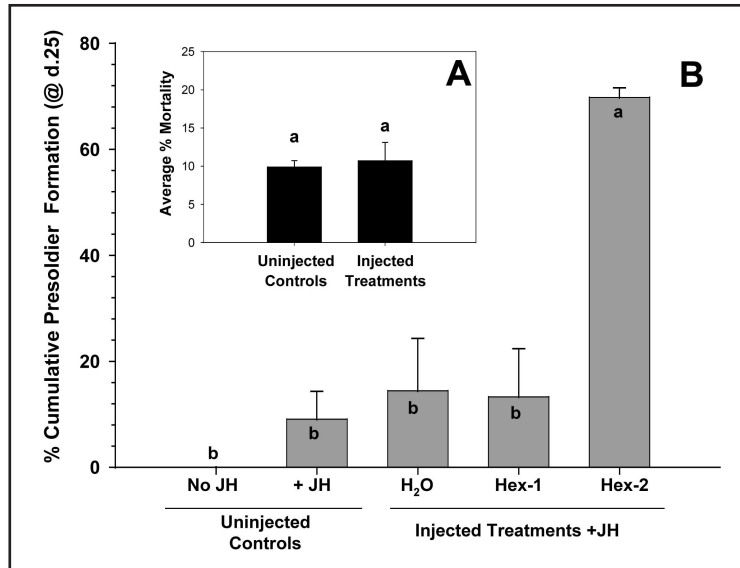 % Cumulative Presoldier Formation (@ d.25)
80
60
40
20
0
A
Average % Mortality
25
20
15
10
5
0
a
a
Uninjected
Controls
Injected
Treatments
B
b
b
b
b
a
No JH
+ JH
H₂O
Hex-1
Hex-2
Uninjected
Controls
Injected Treatments +JH